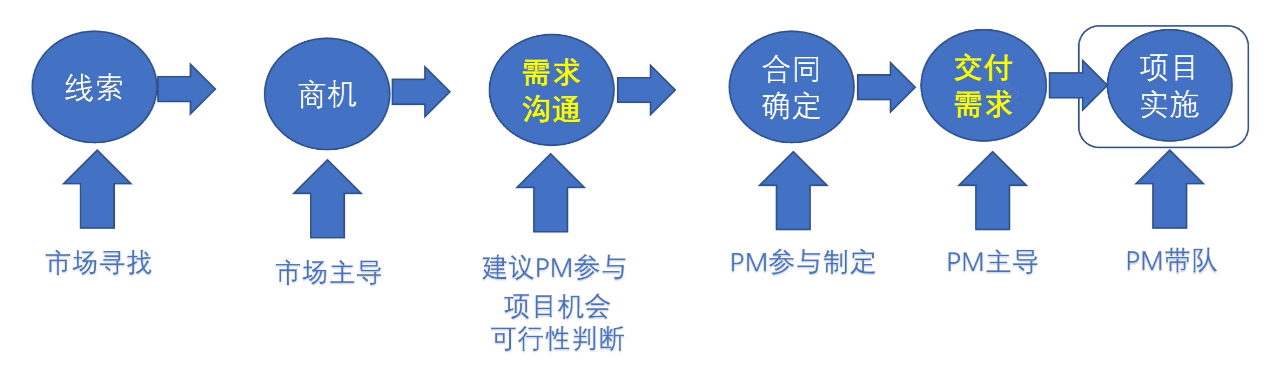 线索
商机
需求
沟通
合同
确定
交付
需求
项目
实施
市场寻找
市场主导
建议PM参与
项目机会
可行性判断
PM参与制定
PM主导
PM带队